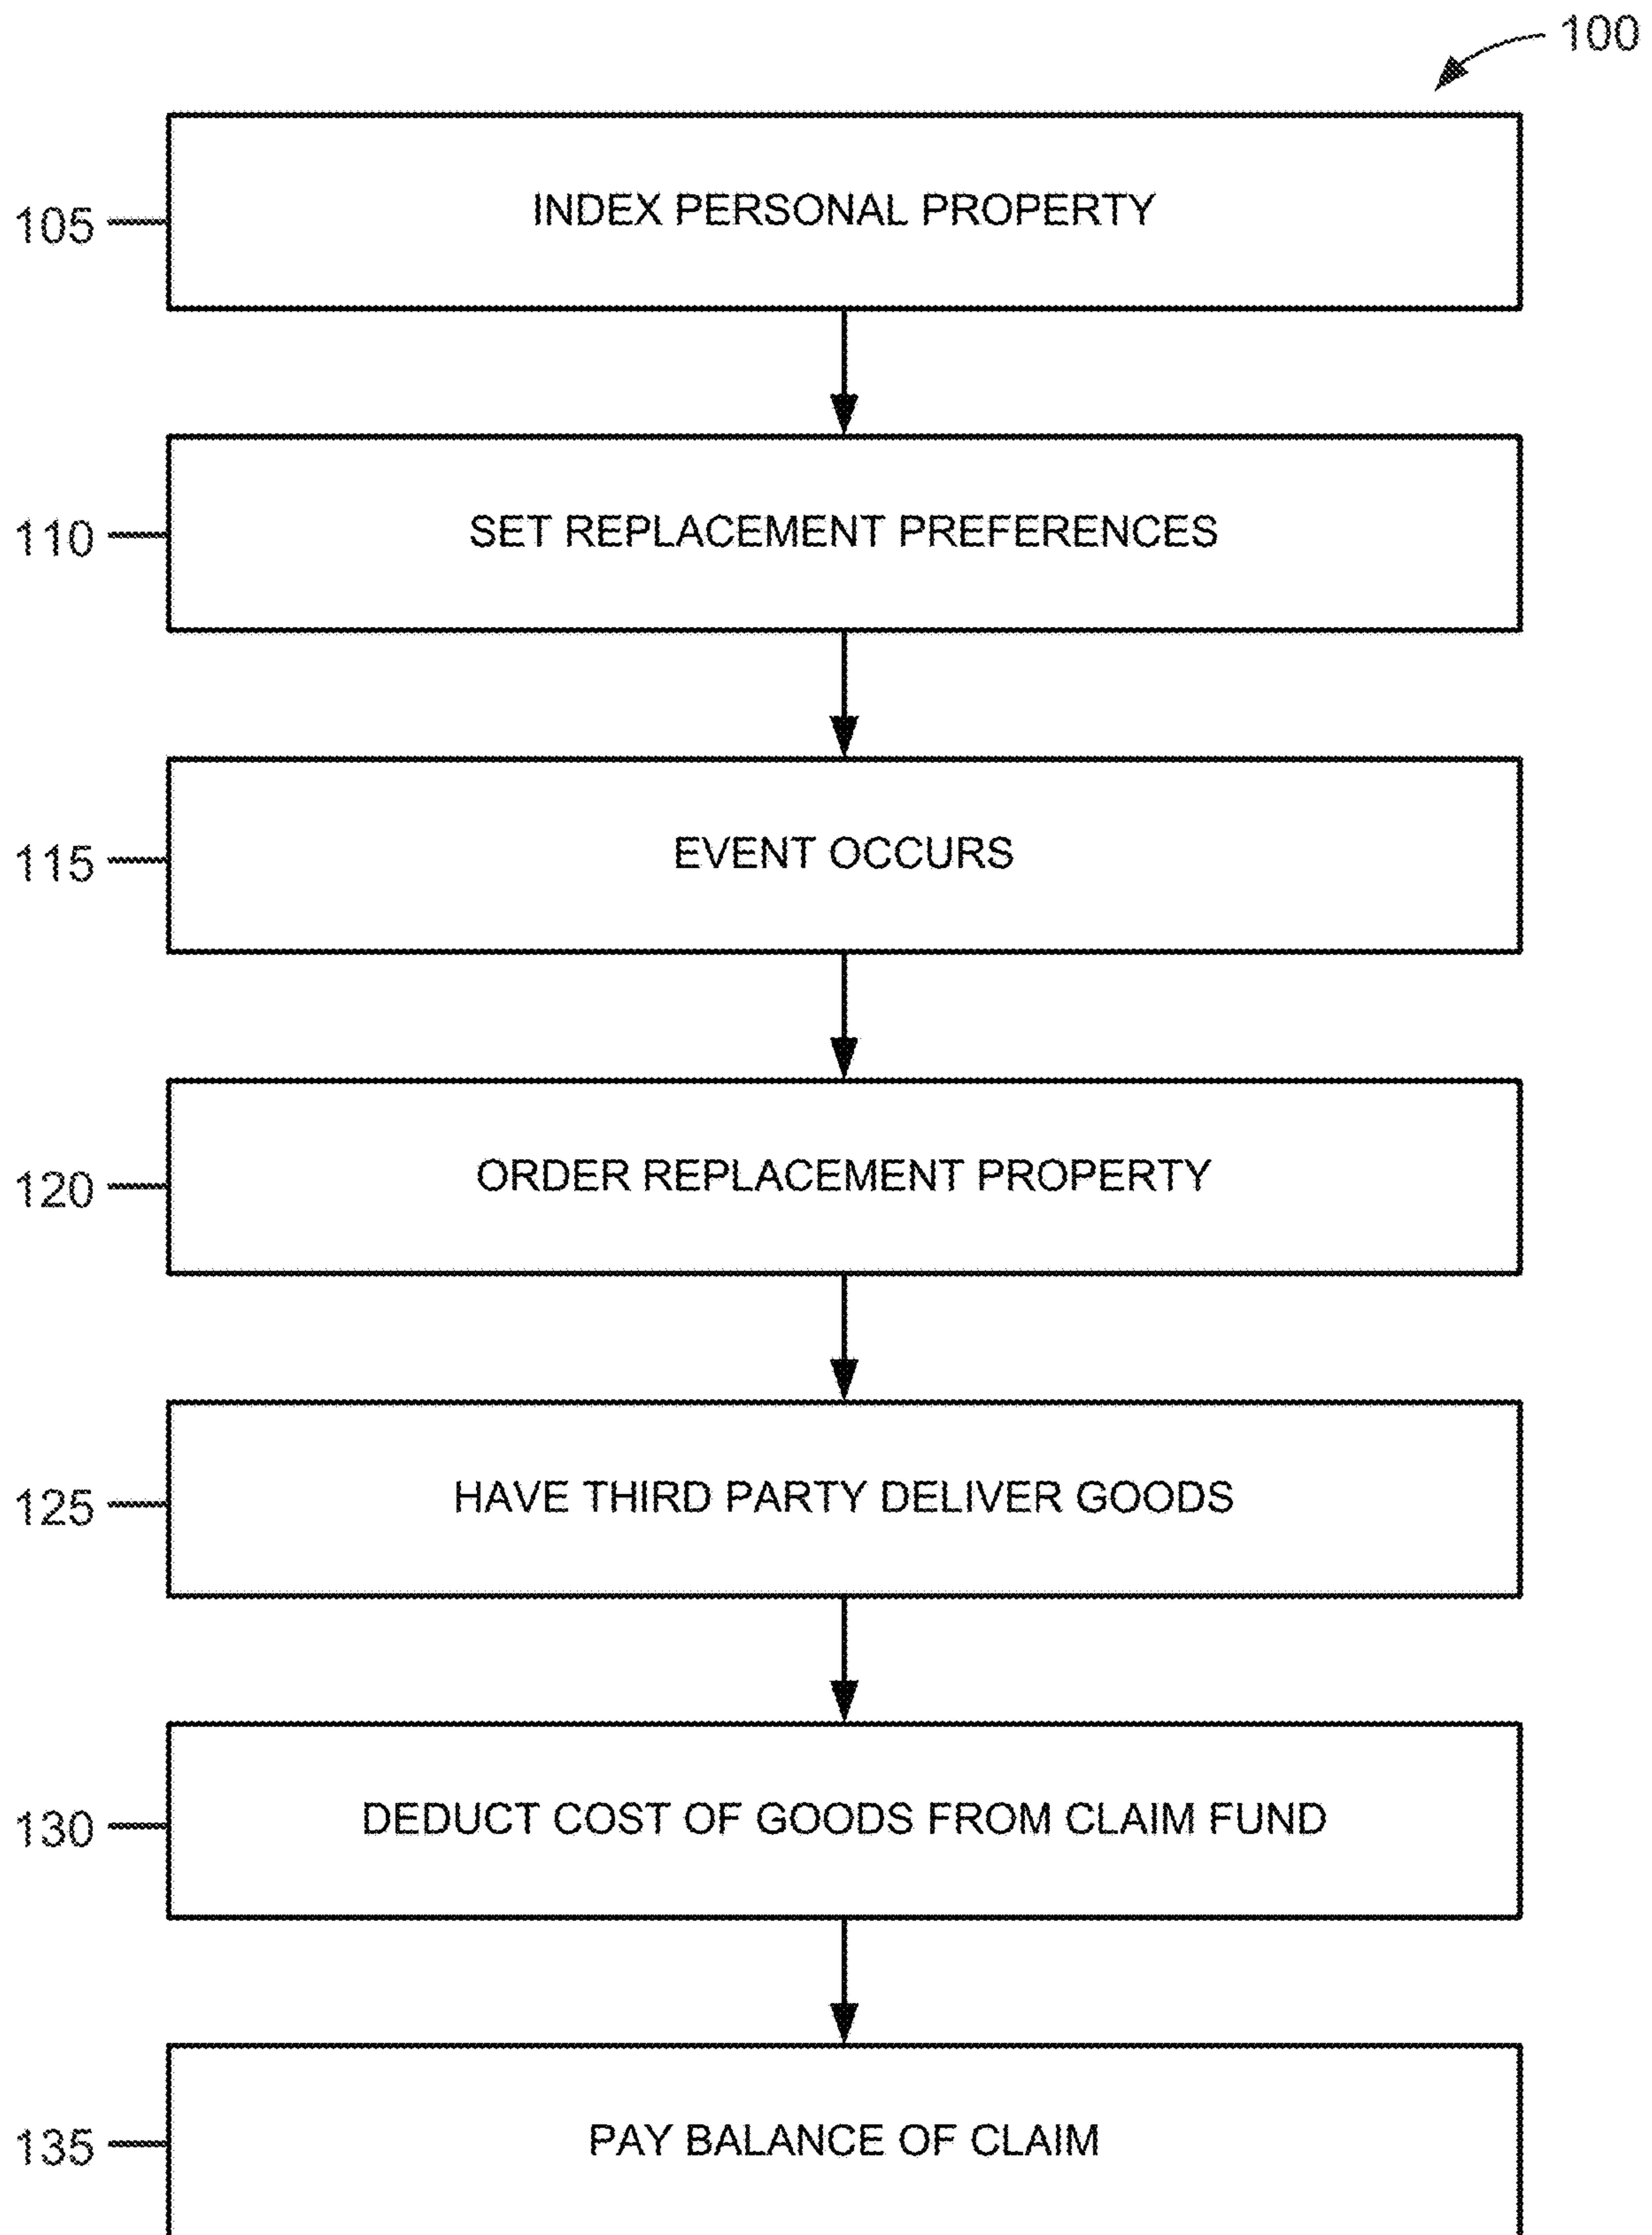 100
105 INDEX PERSONAL PROPERTY
110 SET REPLACEMENT PREFERENCES
115 EVENT OCCURS
120 ORDER REPLACEMENT PROPERTY
125 HAVE THIRD PARTY DELIVER GOODS
130 DEDUCT COST OF GOODS FROM CLAIM FUND
135 PAY BALANCE OF CLAIM